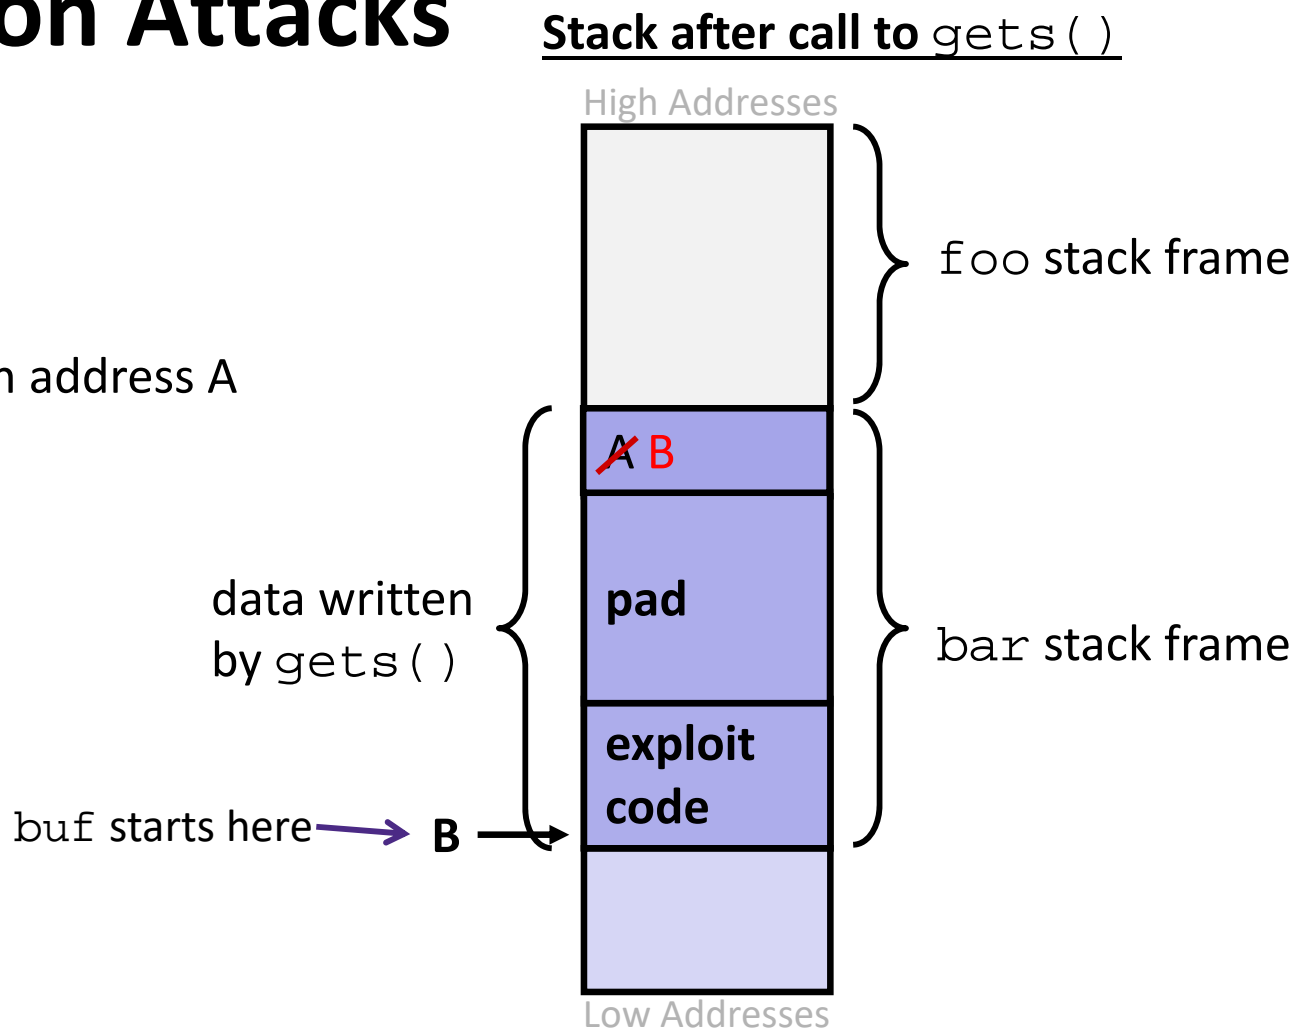 on Attacks
Stack after call to gets()
High Addresses
foo stack frame
n address A
A B
data written
by gets()
pad
bar stack frame
exploit
code
buf starts here
B
Low Addresses